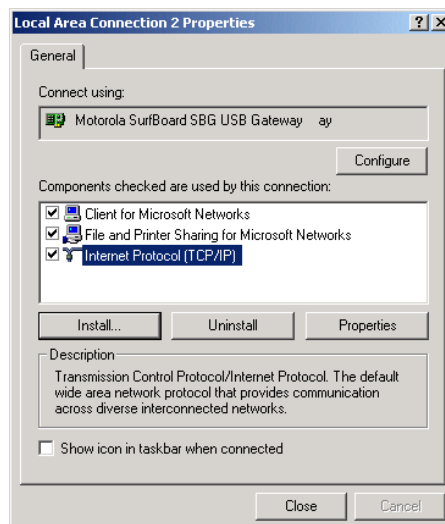 Local Area Connection 2 Properties
General
Connect using:
Motorola SurfBoard SBG USB Gateway ay
Configure
Components checked are used by this connection:
Client for Microsoft Networks
File and Printer Sharing for Microsoft Networks
Internet Protocol (TCP/IP)
Install... Uninstall Properties
Description
Transmission Control Protocol/Internet Protocol. The default
wide area network protocol that provides communication
across diverse interconnected networks.
Show icon in taskbar when connected
Close Cancel